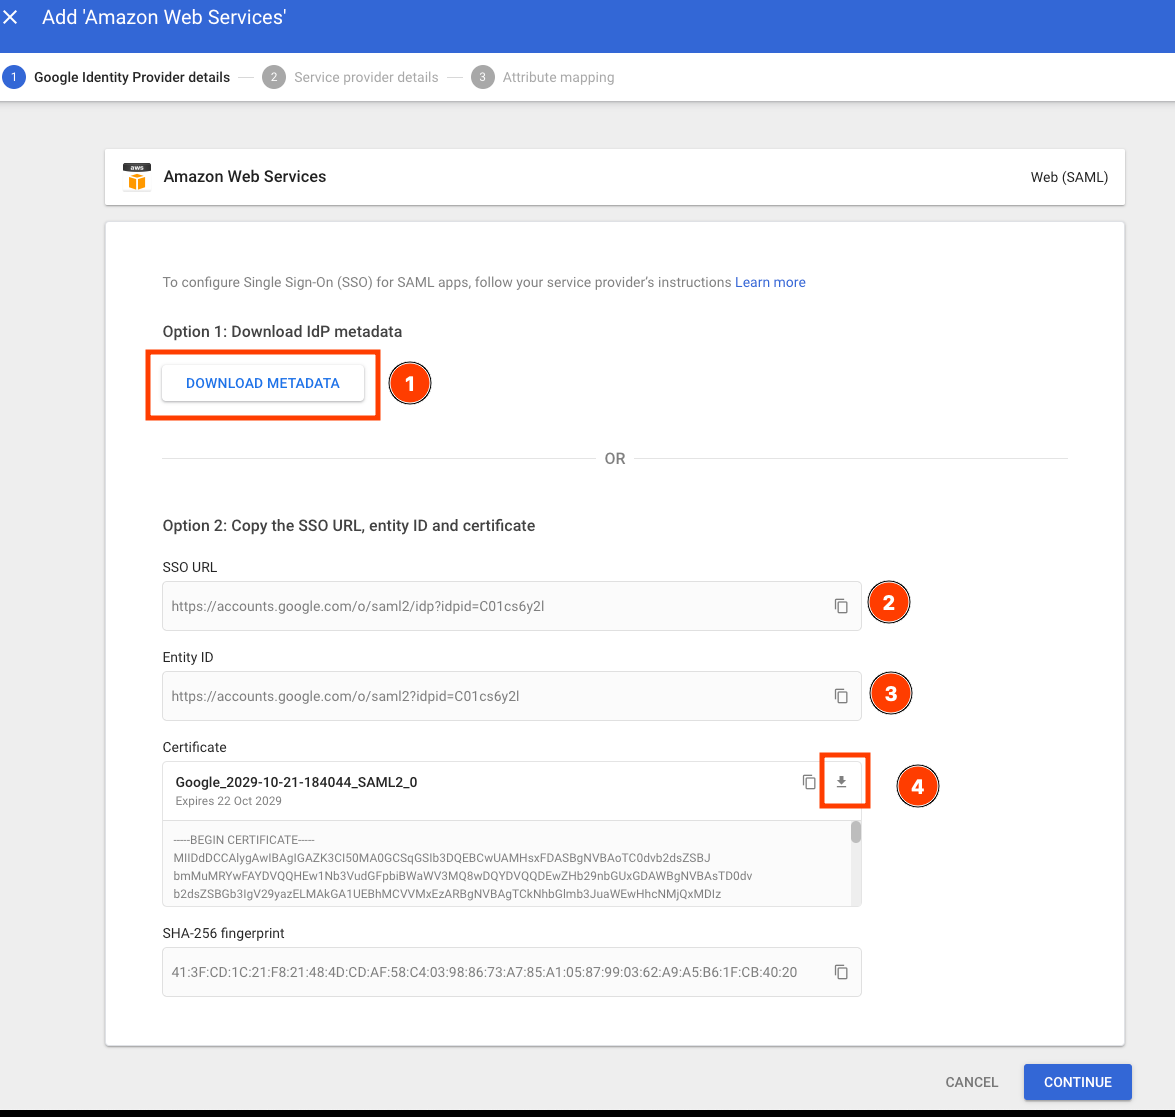 Add 'Amazon Web Services'
1 Google Identity Provider details 2 Service provider details 3 Attribute mapping
aws
Amazon Web Services Web (SAML)
To configure Single Sign-On (SSO) for SAML apps, follow your service provider's instructions Learn more
Option 1: Download IdP metadata
DOWNLOAD METADATA 1
OR
Option 2: Copy the SSO URL, entity ID and certificate
SSO URL
https://accounts.google.com/o/saml2/idp?idpid=C01cs6y2l 2
Entity ID
https://accounts.google.com/o/saml2?idpid=C01cs6y2l 3
Certificate
Google_2029-10-21-184044_SAML2_0
Expires 22 Oct 2029
4
-----BEGIN CERTIFICATE-----
MIIDdDCCAlygAwIBAgIGAZK3CI50MA0GCSqGSIb3DQEBCwUAMHsxFDASBgNVBAoTC0dvb2dsZSBJ
bmMuMRYwFAYDVQQHEw1Nb3VudGFpbiBWaWV3MQ8wDQYDVQQDEwZHb29nbGUxGDAWBgNVBAsTD0dv
b2dsZSBGb3IgV29yazELMAkGA1UEBhMCVVMxEzARBgNVBAgTCkNhbGlmb3JuaWEwHhcNMjQxMDIz
SHA-256 fingerprint
41:3F:CD:1C:21:F8:21:48:4D:CD:AF:58:C4:03:98:86:73:A7:85:A1:05:87:99:03:62:A9:A5:B6:1F:CB:40:20
CANCEL CONTINUE